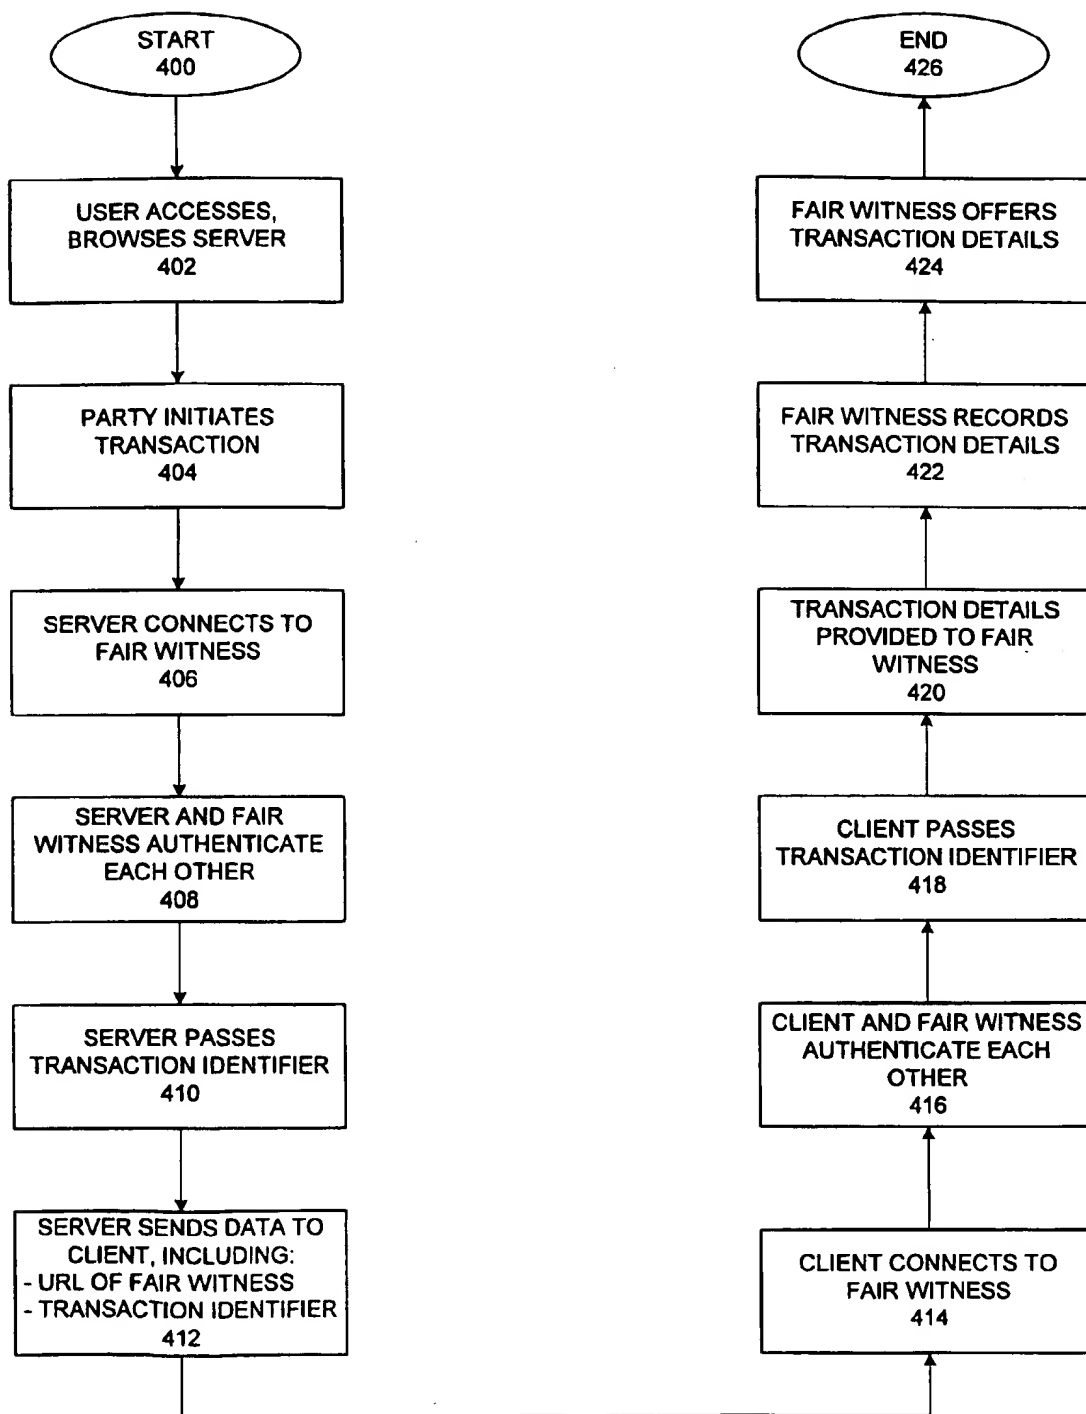 START
400
USER ACCESSES,
BROWSES SERVER
402
PARTY INITIATES
TRANSACTION
404
SERVER CONNECTS TO
FAIR WITNESS
406
SERVER AND FAIR
WITNESS AUTHENTICATE
EACH OTHER
408
SERVER PASSES
TRANSACTION IDENTIFIER
410
SERVER SENDS DATA TO
CLIENT, INCLUDING:
- URL OF FAIR WITNESS
- TRANSACTION IDENTIFIER
412
CLIENT CONNECTS TO
FAIR WITNESS
414
CLIENT AND FAIR WITNESS
AUTHENTICATE EACH
OTHER
416
CLIENT PASSES
TRANSACTION IDENTIFIER
418
TRANSACTION DETAILS
PROVIDED TO FAIR
WITNESS
420
FAIR WITNESS RECORDS
TRANSACTION DETAILS
422
FAIR WITNESS OFFERS
TRANSACTION DETAILS
424
END
426